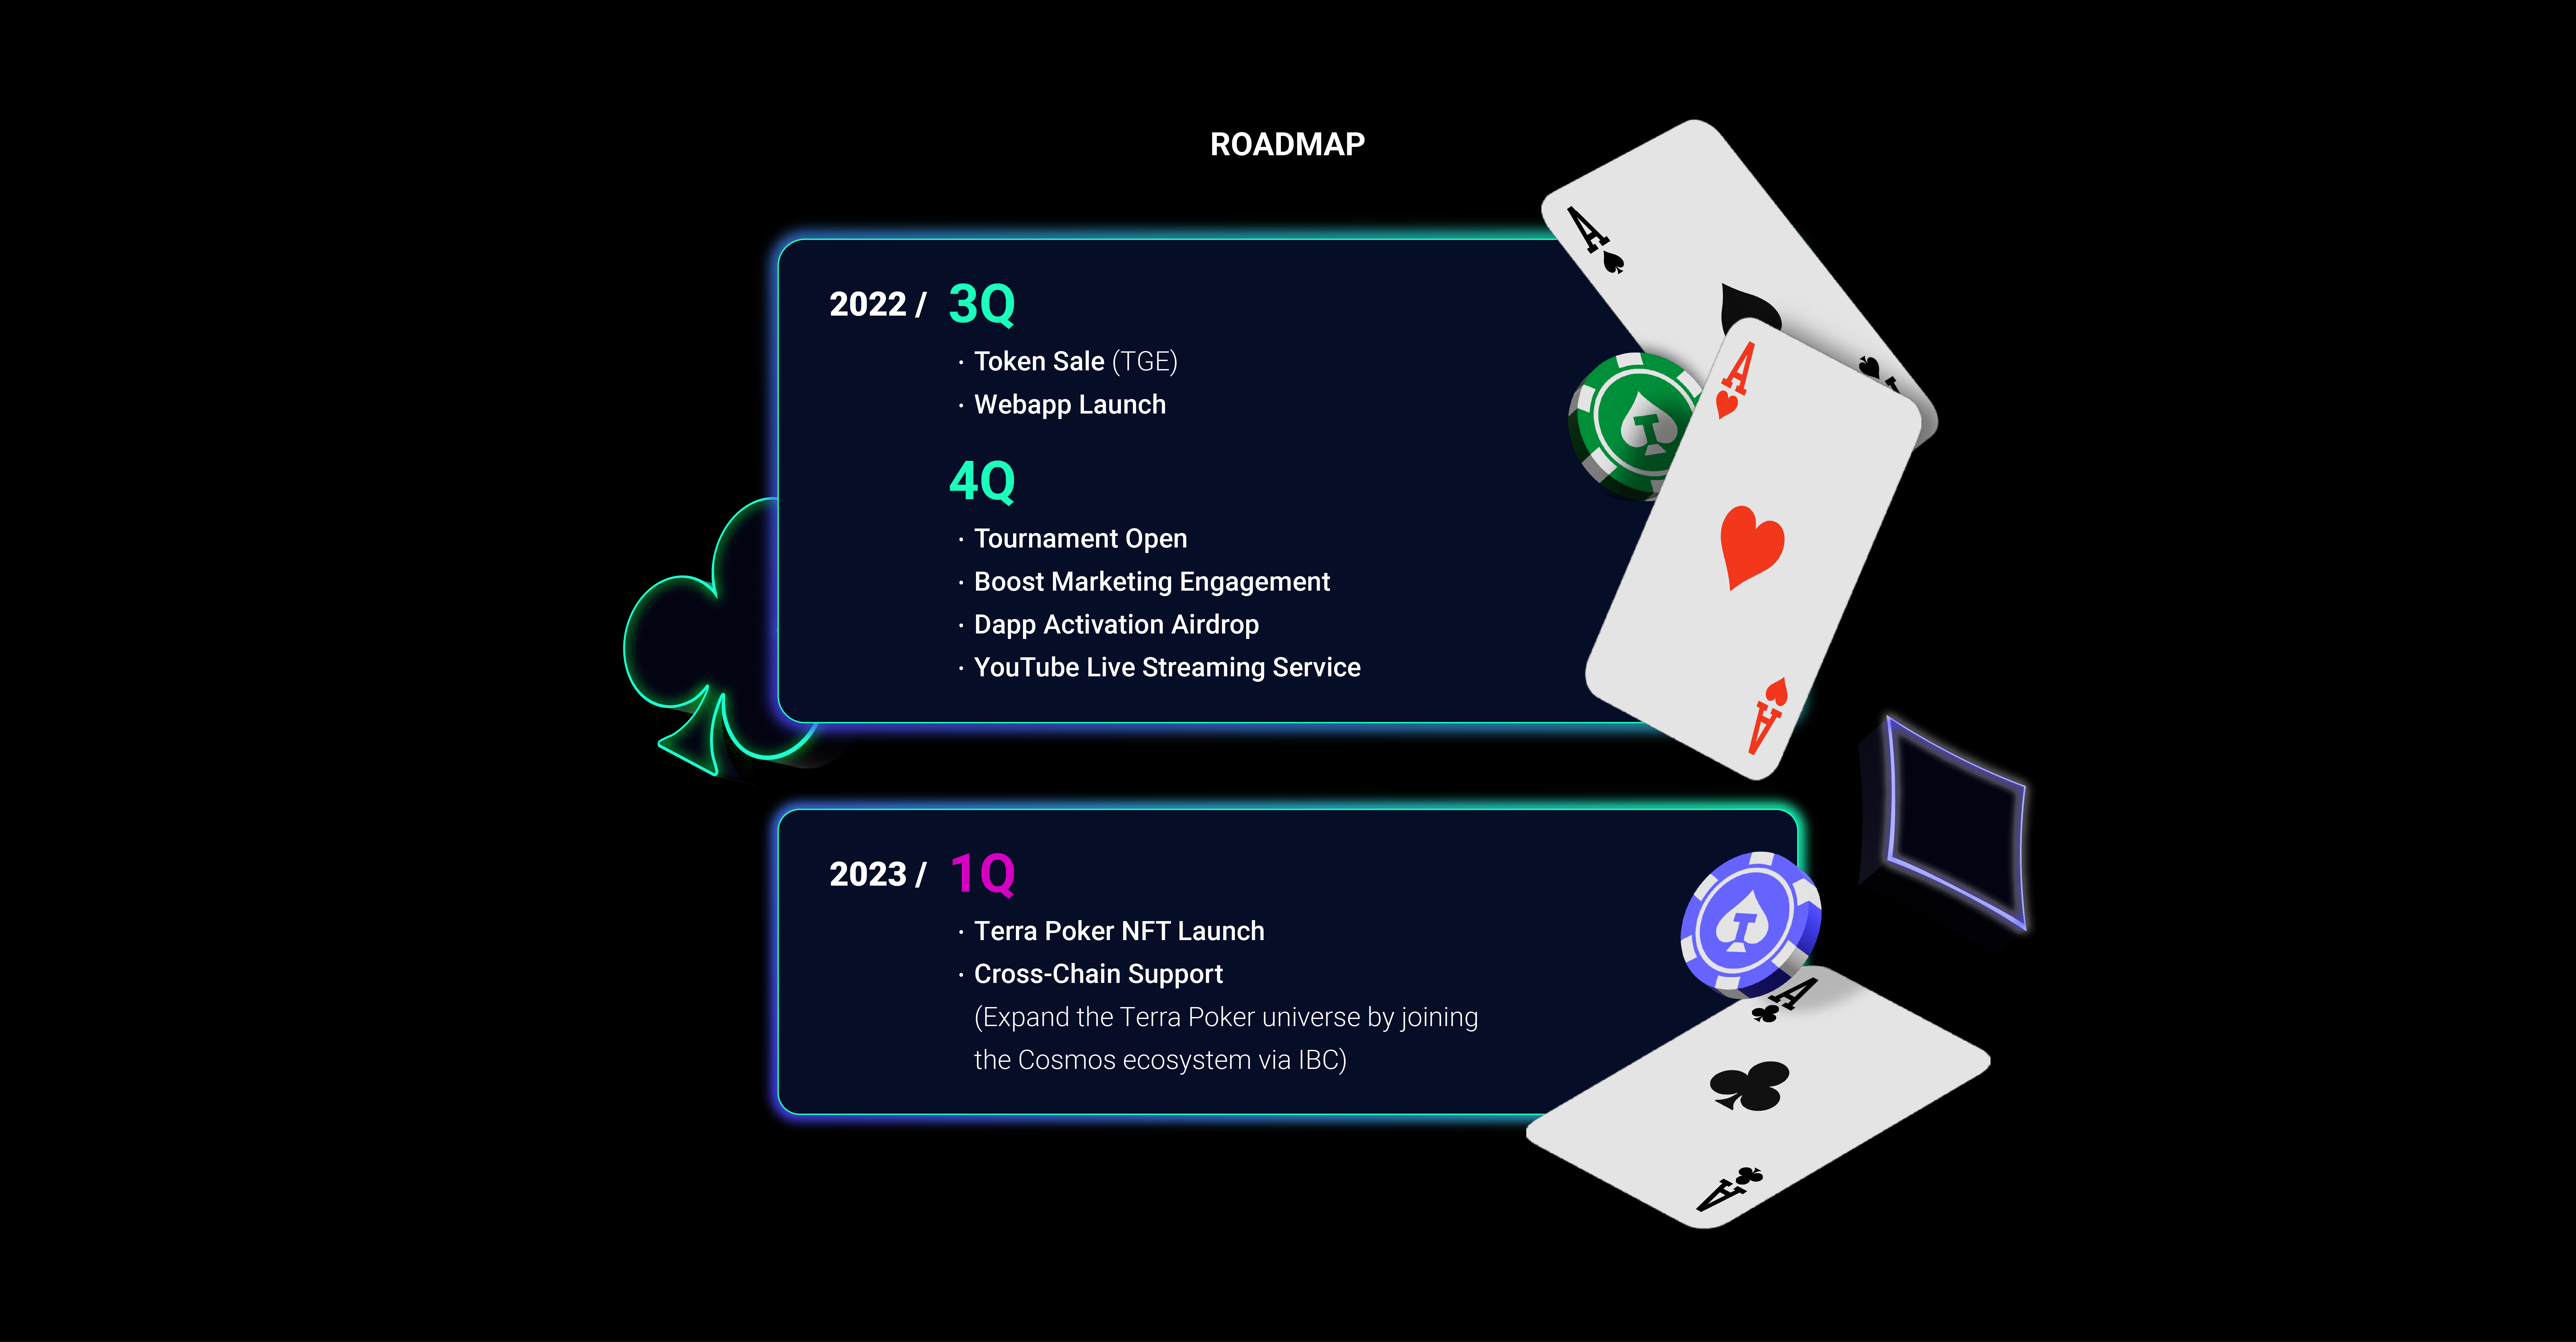 ROADMAP
2022 / 3Q
· Token Sale (TGE)
· Webapp Launch
4Q
· Tournament Open
· Boost Marketing Engagement
· Dapp Activation Airdrop
· YouTube Live Streaming Service
2023 / 1Q
· Terra Poker NFT Launch
· Cross-Chain Support
(Expand the Terra Poker universe by joining
the Cosmos ecosystem via IBC)
A
A
T
A
A
T
A
A